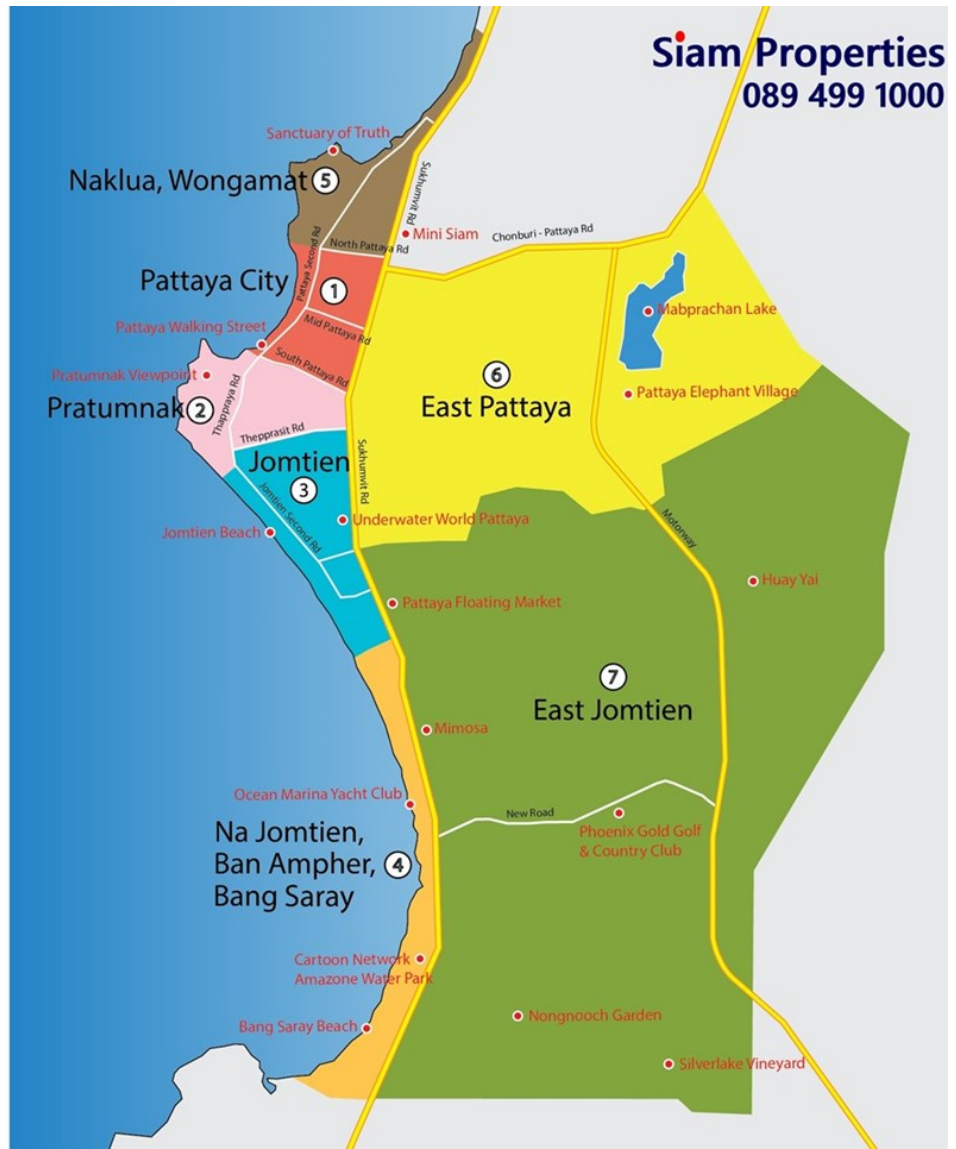 Siam Properties
089 499 1000
Sanctuary of Truth
Naklua, Wongamat 5
Sukhumvit Rd
Mini Siam
Chonburi - Pattaya Rd
North Pattaya Rd
Pattaya Second Rd
Pattaya City
1
Mabprachan Lake
Mid Pattaya Rd
Pattaya Walking Street
South Pattaya Rd
Pratumnak Viewpoint
Pratumnak 2
Thappraya Rd
6
East Pattaya
Pattaya Elephant Village
Thepprasit Rd
Jomtien
3
Sukhumvit Rd
Jomtien Second Rd
Underwater World Pattaya
Jomtien Beach
Motorway
Huay Yai
Pattaya Floating Market
7
East Jomtien
Mimosa
Ocean Marina Yacht Club
New Road
Phoenix Gold Golf
& Country Club
Na Jomtien,
Ban Ampher, 4
Bang Saray
Cartoon Network
Amazone Water Park
Bang Saray Beach
Nongnooch Garden
Silverlake Vineyard